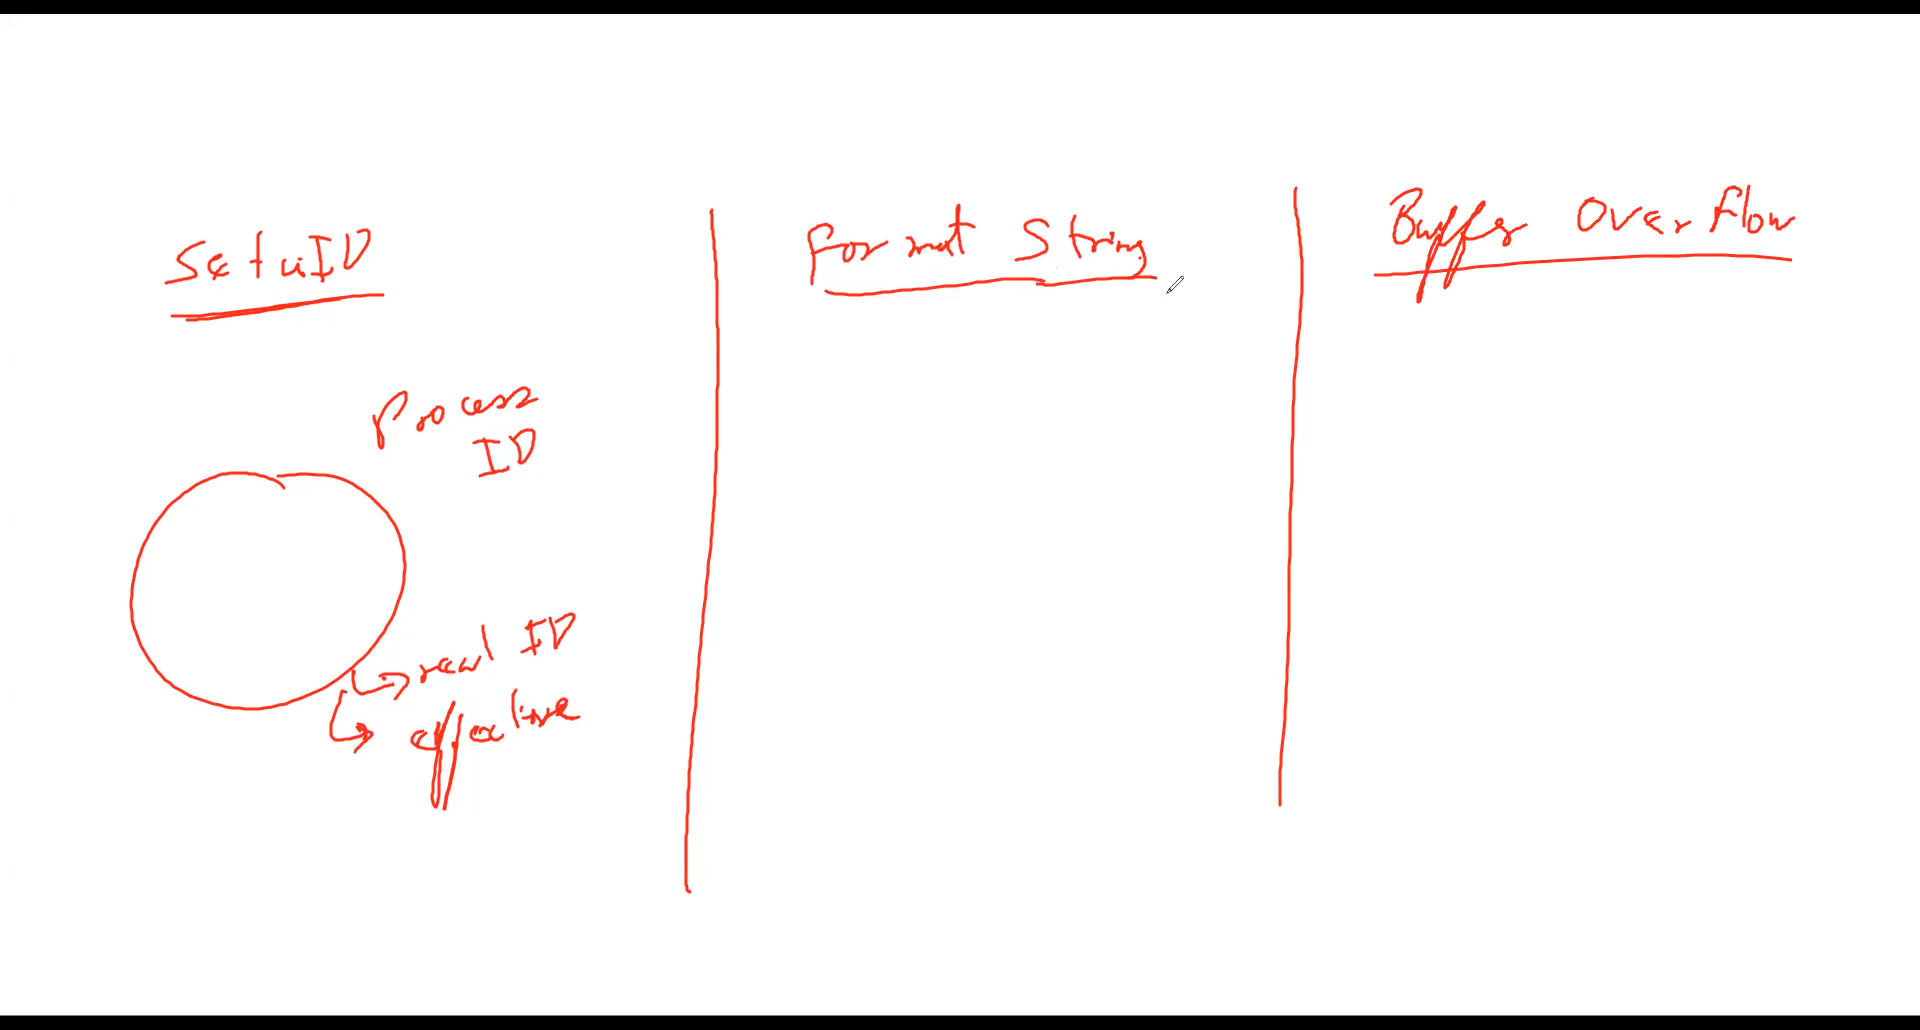 SetuID
Format String
Buffer Overflow
Process
ID
real ID
effective